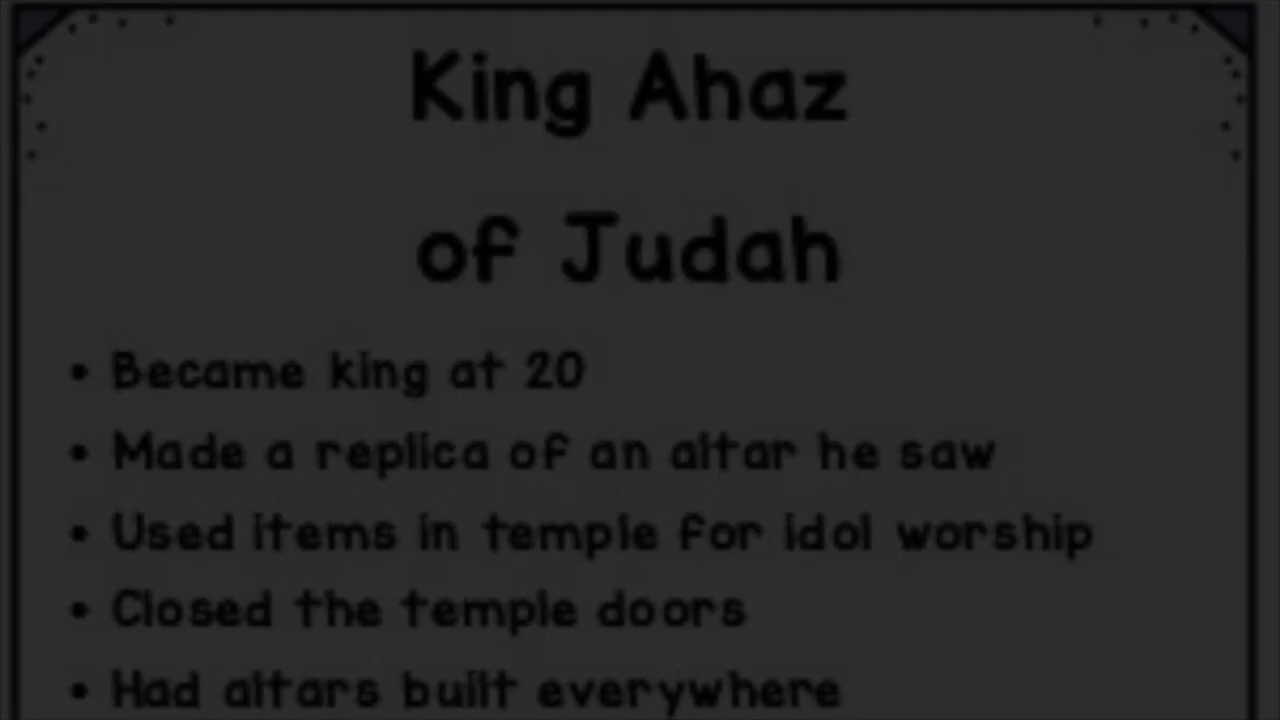 King Ahaz
of Judah
• Became king at 20
• Made a replica of an altar he saw
• Used items in temple for idol worship
• Closed the temple doors
• Had altars built everywhere